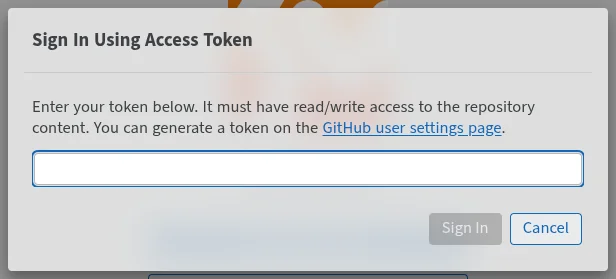 Sign In Using Access Token
Enter your token below. It must have read/write access to the repository
content. You can generate a token on the GitHub user settings page.
Sign In
Cancel